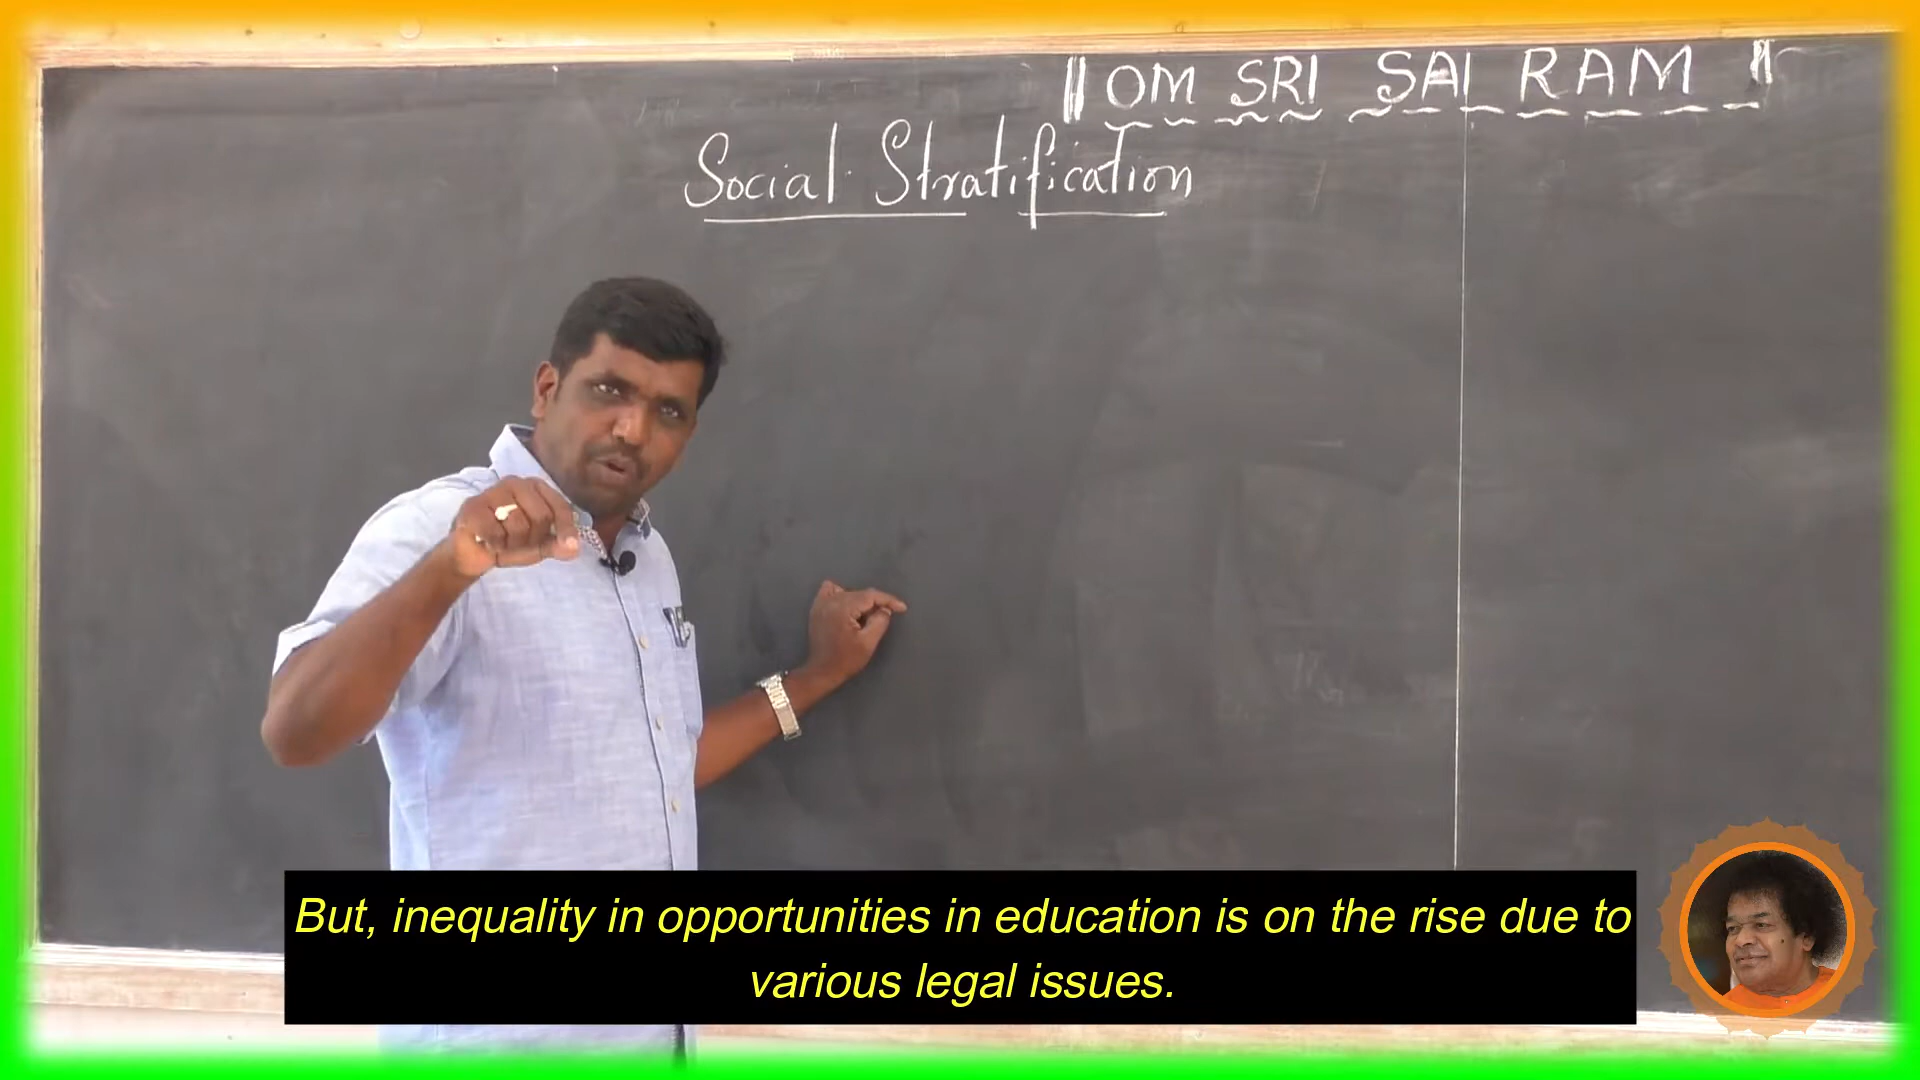 || OM SRI SAI RAM ||
Social Stratification
But, inequality in opportunities in education is on the rise due to
various legal issues.